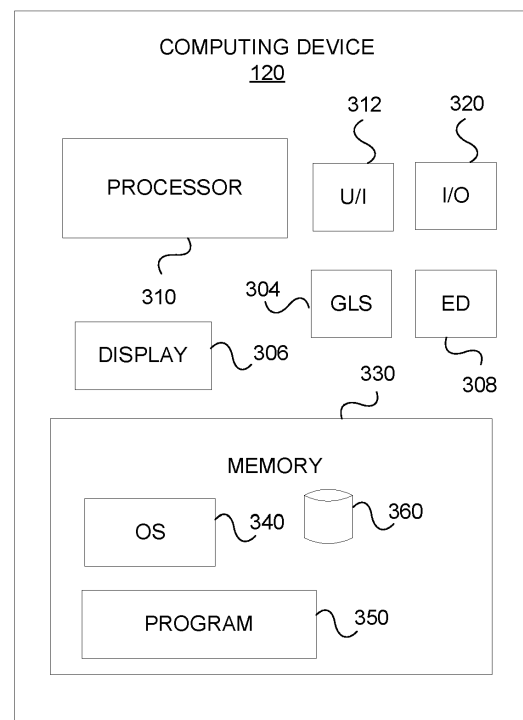 COMPUTING DEVICE
120
312
320
PROCESSOR
U/I
I/O
310
304
GLS
ED
DISPLAY
306
308
330
MEMORY
OS
340
360
PROGRAM
350